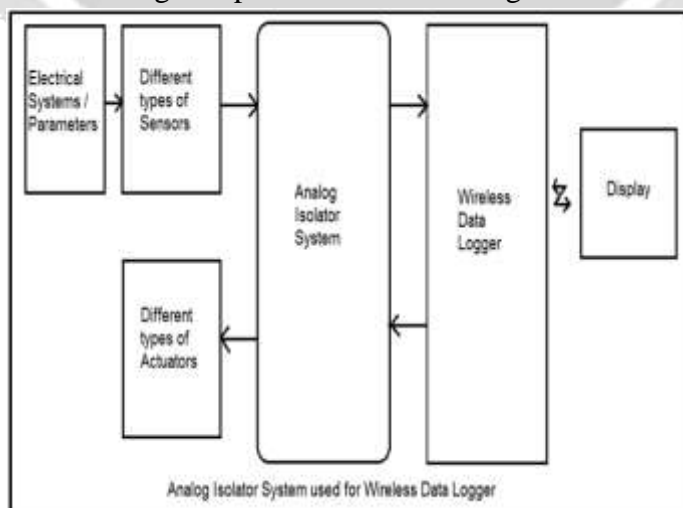 Electrical
Systems /
Parameters
Different
types of
Sensors
Analog
Isolator
System
Wireless
Data
Logger
Display
Different
types of
Actuators
Analog Isolator System used for Wireless Data Logger